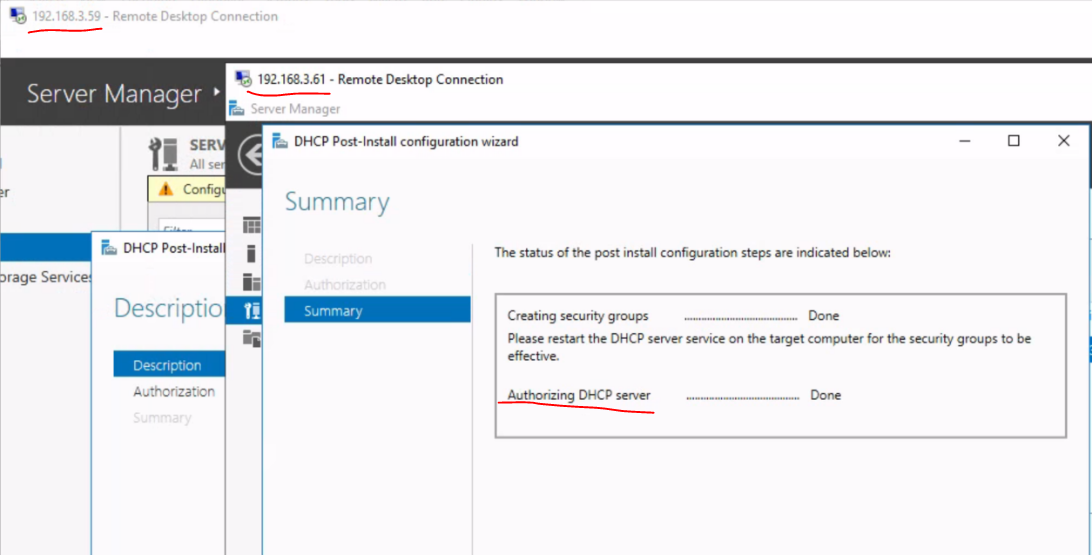 192.168.3.59 - Remote Desktop Connection
Server Manager
192.168.3.61 - Remote Desktop Connection
Server Manager
SERV
All ser
Configu
Filter
DHCP Post-Install configuration wizard
Summary
Description
Authorization
Summary
The status of the post install configuration steps are indicated below:
Creating security groups ........................................ Done
Please restart the DHCP server service on the target computer for the security groups to be
effective.
Authorizing DHCP server ........................................ Done
er
orage Services
DHCP Post-Install
Descriptio
Description
Authorization
Summary